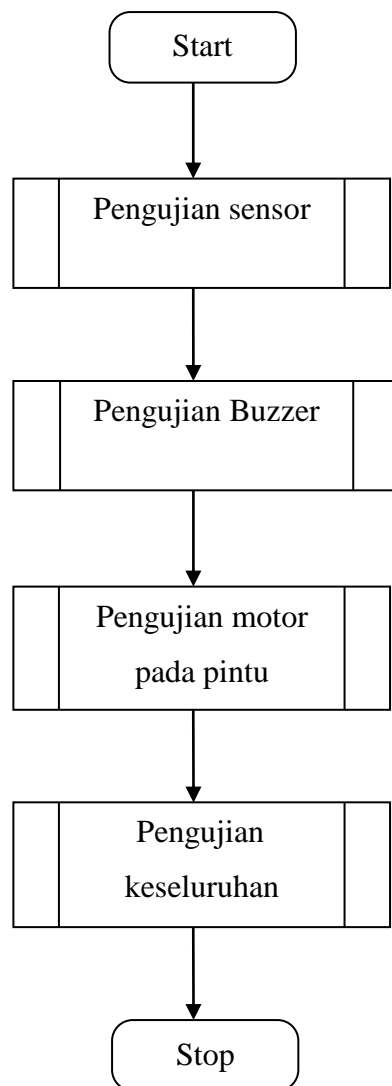 Start
Pengujian sensor
Pengujian Buzzer
Pengujian motor
pada pintu
Pengujian
keseluruhan
Stop